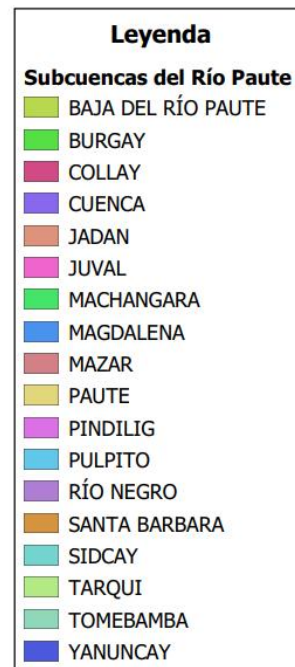 Leyenda
Subcuencas del Río Paute
BAJA DEL RÍO PAUTE
BURGAY
COLLAY
CUENCA
JADAN
JUVAL
MACHANGARA
MAGDALENA
MAZAR
PAUTE
PINDILIG
PULPITO
RÍO NEGRO
SANTA BARBARA
SIDCAY
TARQUI
TOMEBAMBA
YANUNCAY